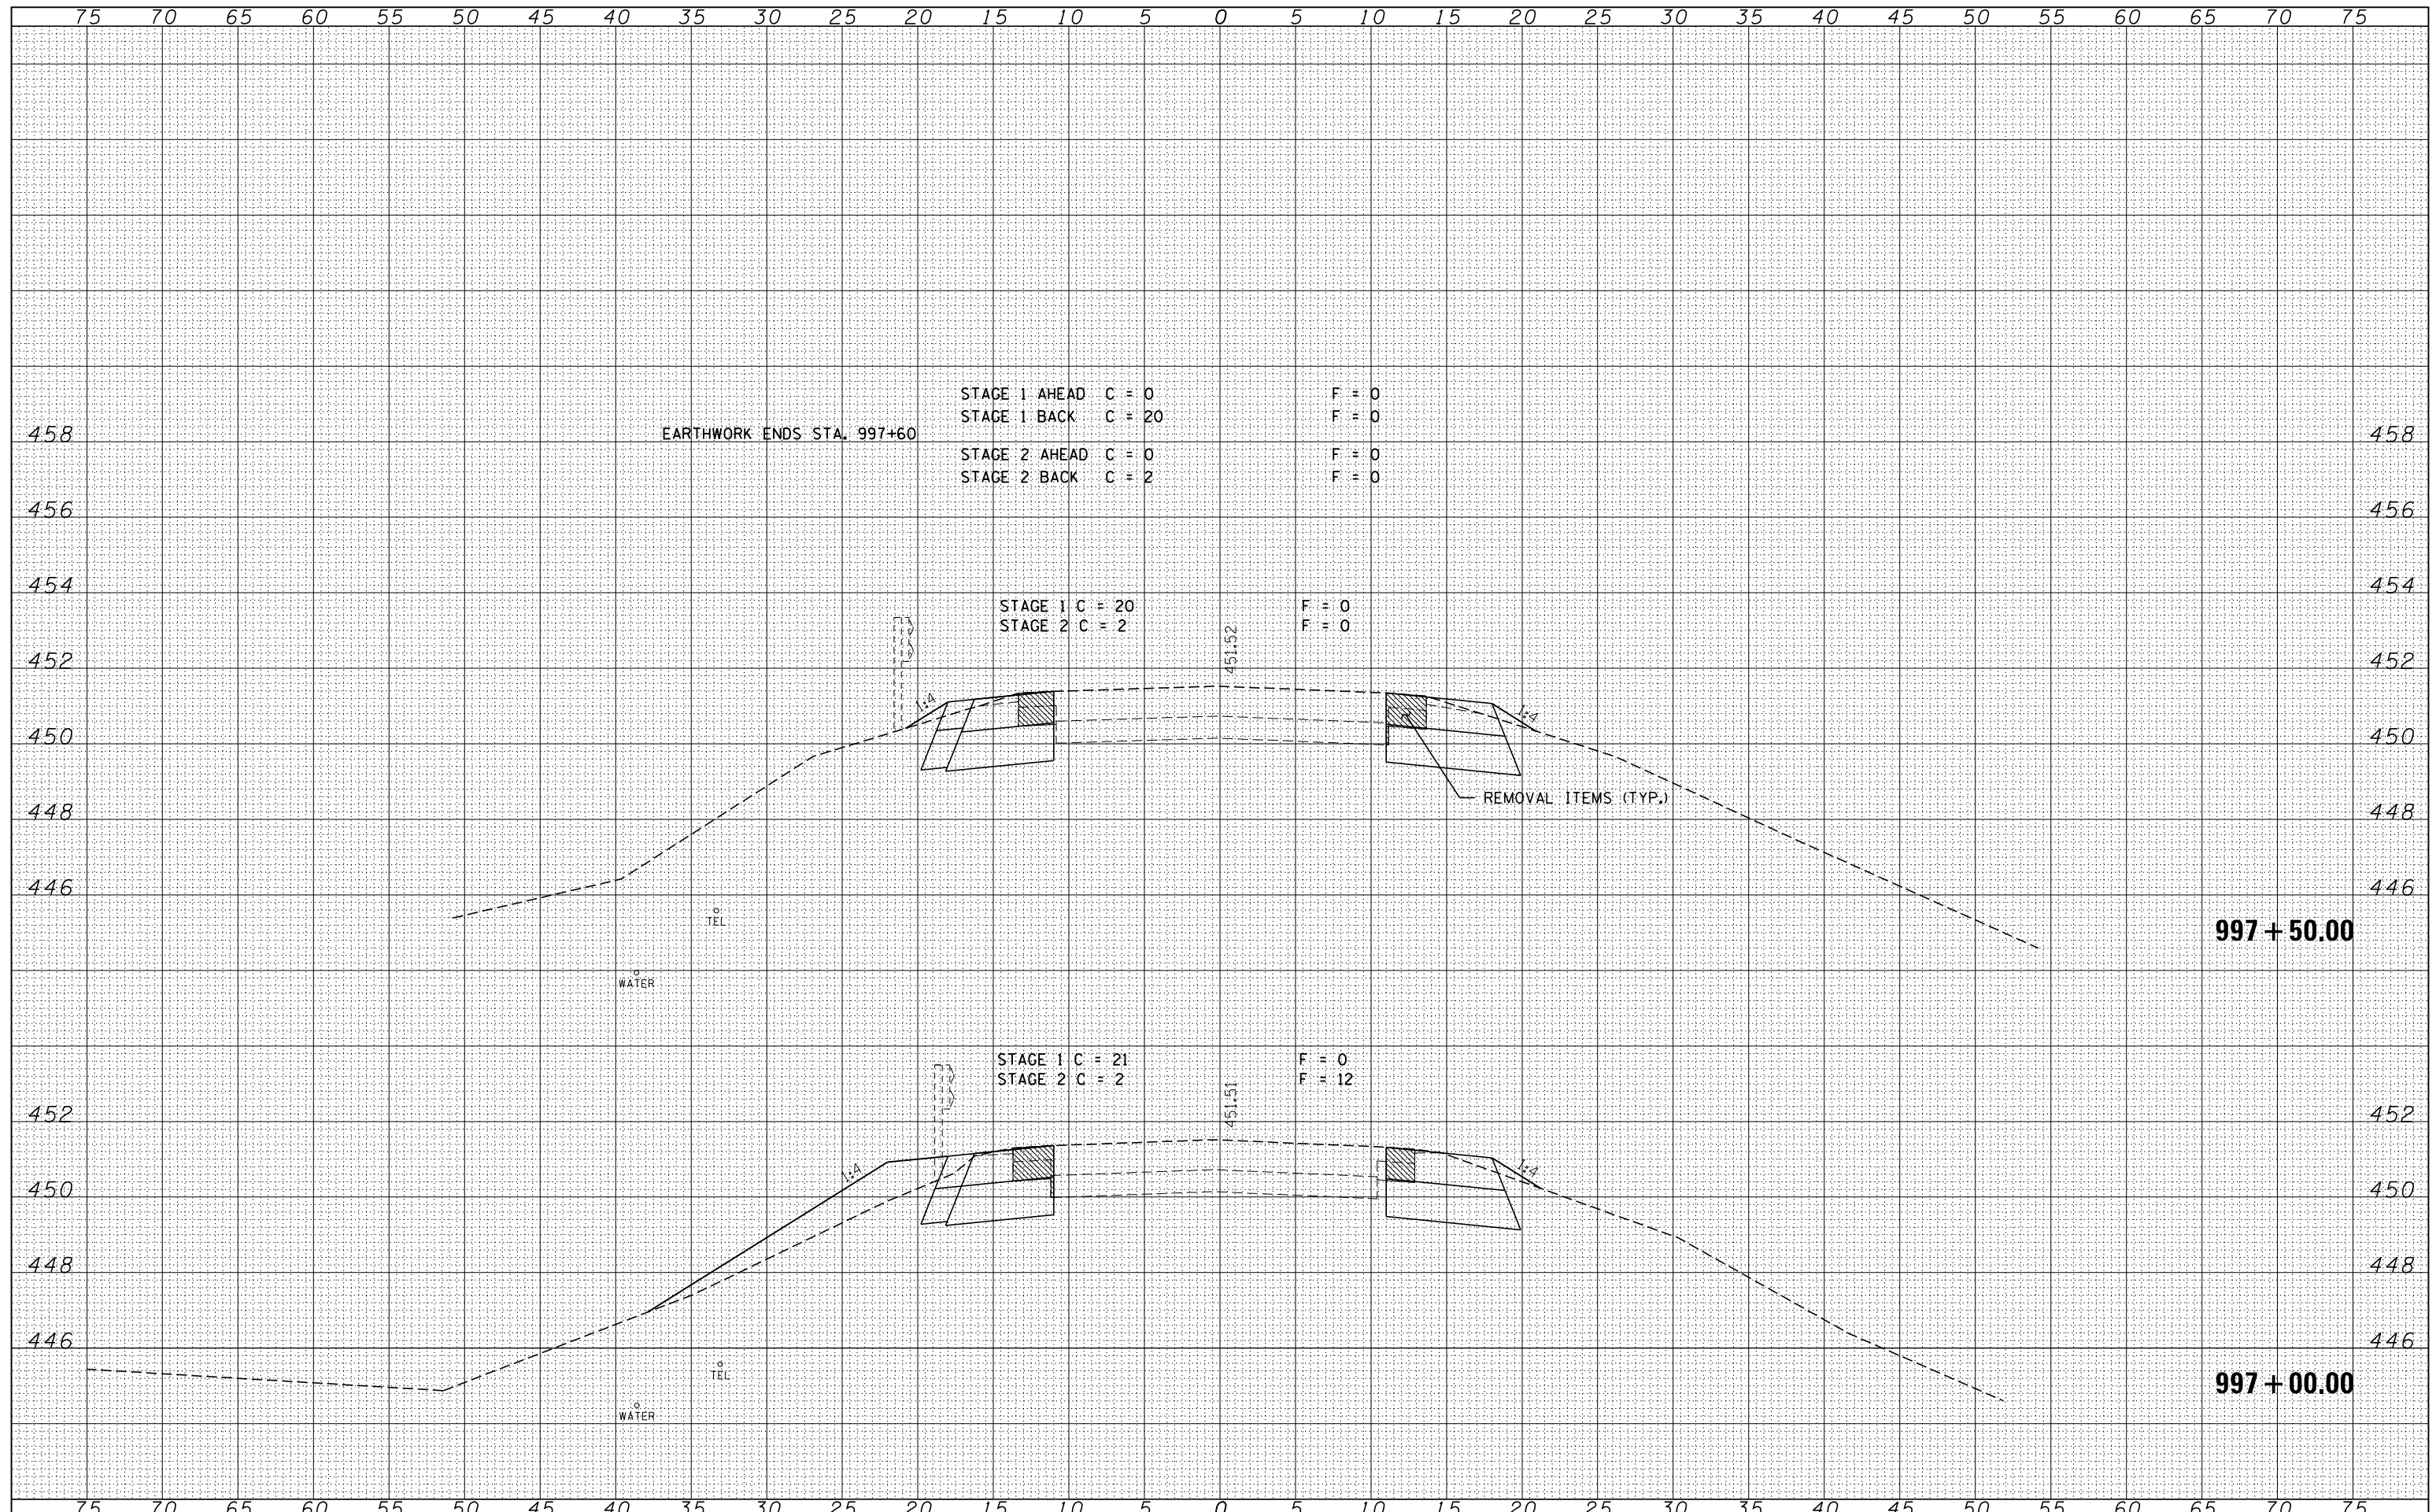 75 70 65 60 55 50 45 40 35 30 25 20 15 10 5 0 5 10 15 20 25 30 35 40 45 50 55 60 65 70 75
STAGE 1 AHEAD C = 0 F = 0
STAGE 1 BACK C = 20 F = 0
458 EARTHWORK ENDS STA. 997+60 458
STAGE 2 AHEAD C = 0 F = 0
STAGE 2 BACK C = 2 F = 0
456 456
454 454
STAGE 1 C = 20 F = 0
STAGE 2 C = 2 F = 0
451.52
452 452
1:4 1:4
450 450
REMOVAL ITEMS (TYP.)
448 448
446 446
TEL
997+50.00
WATER
STAGE 1 C = 21 F = 0
STAGE 2 C = 2 F = 12
451.51
452 452
1:4 1:4
450 450
448 448
446 446
TEL
997+00.00
WATER
75 70 65 60 55 50 45 40 35 30 25 20 15 10 5 0 5 10 15 20 25 30 35 40 45 50 55 60 65 70 75